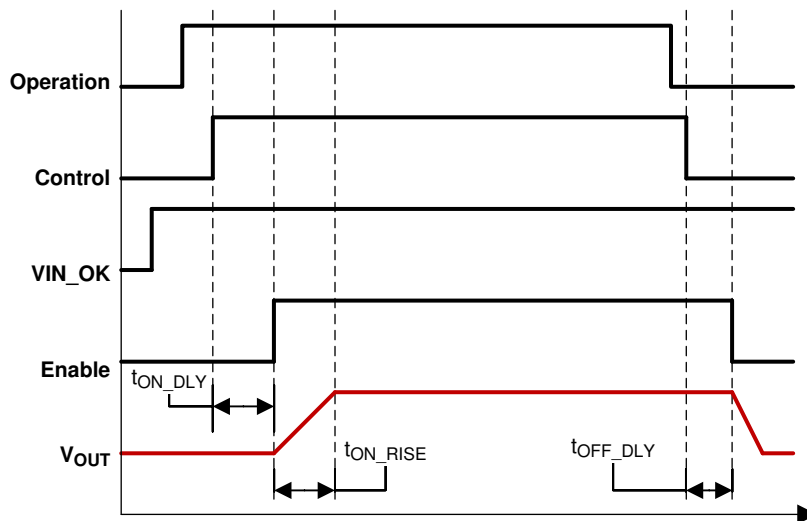 Operation
Control
VIN_OK
Enable
tON_DLY
VOUT
tON_RISE
tOFF_DLY